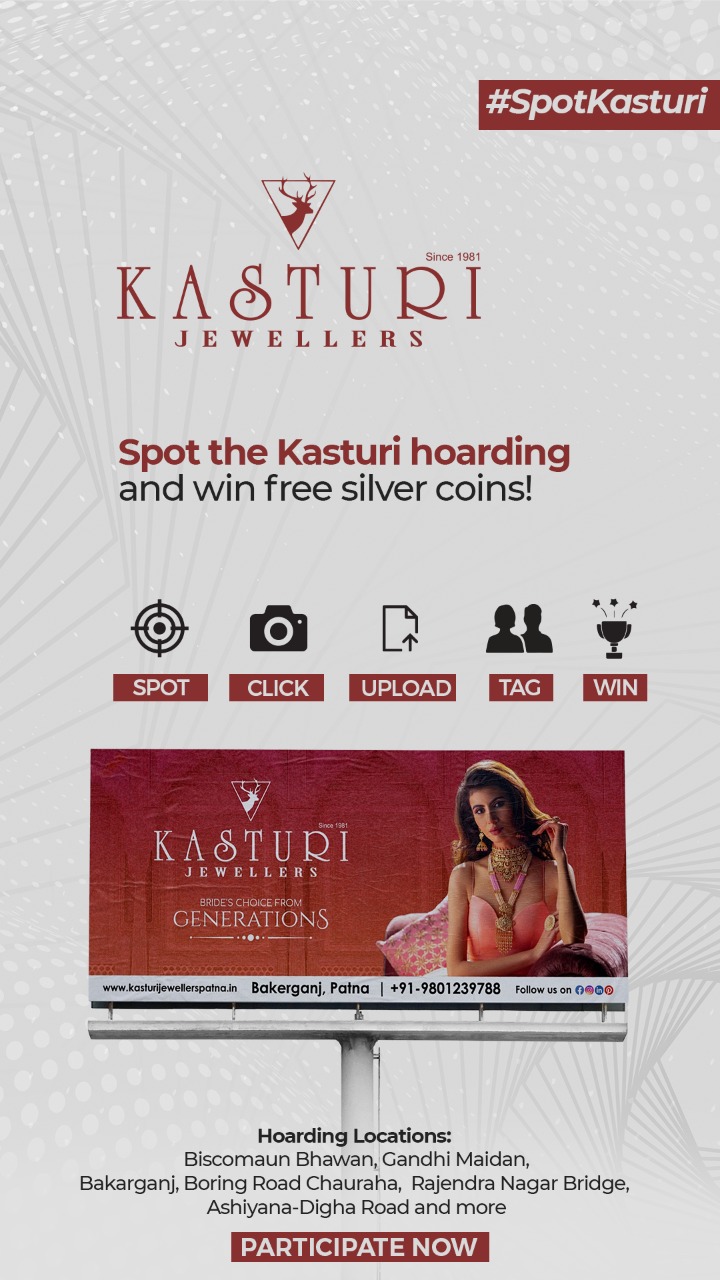 #SpotKasturi
Since 1981
KASTURI
JEWELLERS
Spot the Kasturi hoarding
and win free silver coins!
SPOT CLICK UPLOAD TAG WIN
Since 1981
KASTURI
JEWELLERS
BRIDE'S CHOICE FROM
GENERATIONS
www.kasturijewellerspatna.in Bakerganj, Patna | +91-9801239788 Follow us on
Hoarding Locations:
Biscomaun Bhawan, Gandhi Maidan,
Bakarganj, Boring Road Chauraha, Rajendra Nagar Bridge,
Ashiyana-Digha Road and more
PARTICIPATE NOW